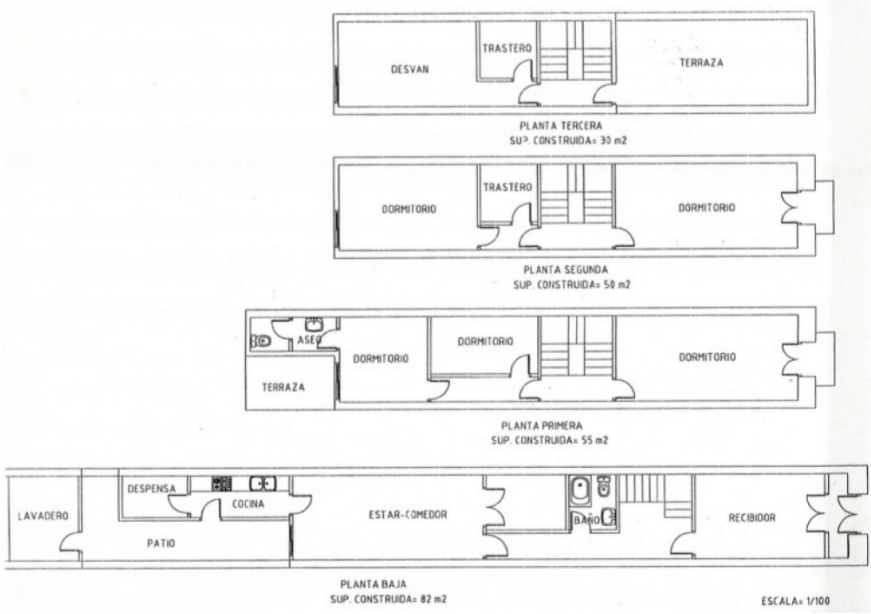 DESVAN
TRASTERO
TERRAZA
PLANTA TERCERA
SUP. CONSTRUIDA= 30 m2
DORMITORIO
TRASTERO
DORMITORIO
PLANTA SEGUNDA
SUP. CONSTRUIDA= 50 m2
ASEO
DORMITORIO
DORMITORIO
DORMITORIO
TERRAZA
PLANTA PRIMERA
SUP. CONSTRUIDA= 55 m2
LAVADERO
DESPENSA
COCINA
PATIO
ESTAR-COMEDOR
BAÑO
RECIBIDOR
PLANTA BAJA
SUP. CONSTRUIDA= 82 m2
ESCALA= 1/100